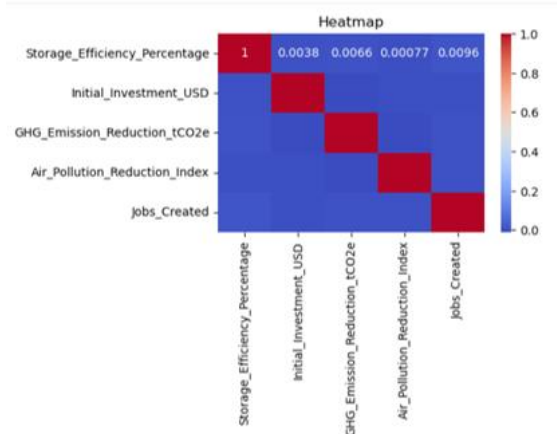 Heatmap
Storage_Efficiency_Percentage
1 0.0038 0.0066 0.00077 0.0096
Initial_Investment_USD
GHG_Emission_Reduction_tCO2e
Air_Pollution_Reduction_Index
Jobs_Created
1.0
0.8
0.6
0.4
0.2
0.0
Storage_Efficiency_Percentage
Initial_Investment_USD
GHG_Emission_Reduction_tCO2e
Air_Pollution_Reduction_Index
Jobs_Created